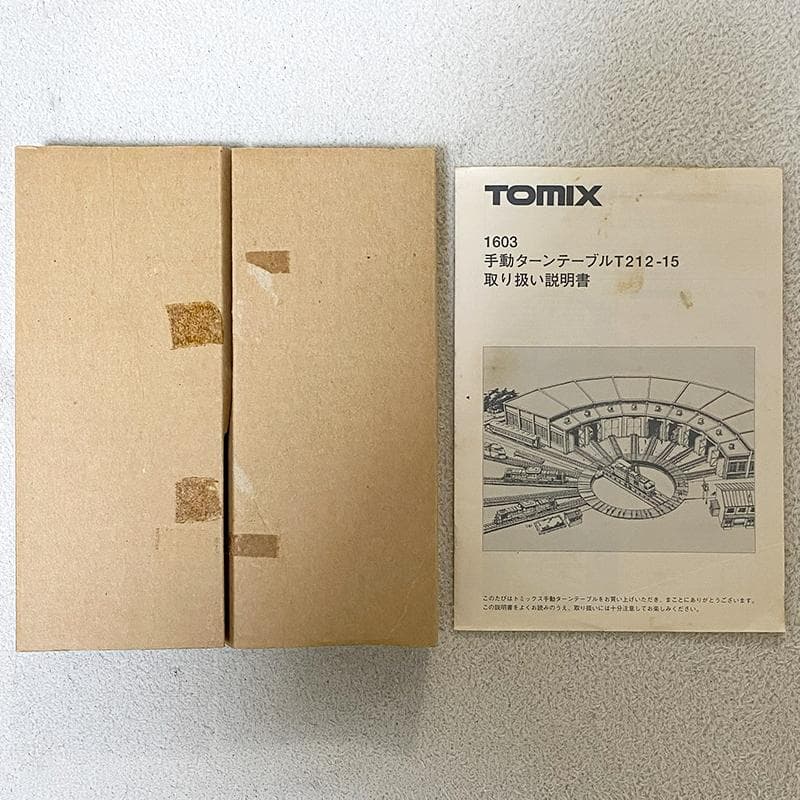 TOMIX
1603
手動ターンテーブルT212-15
取り扱い説明書
このたびはトミックス手動ターンテーブルをお買い上げいただき、まことにありがとうございます。
この説明書をよくお読みのうえ、取り扱いには十分注意してお楽しみください。